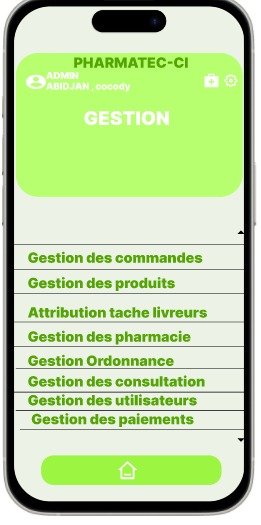 PHARMATEC-CI
ADMIN
ABIDJAN , cocody
GESTION
Gestion des commandes
Gestion des produits
Attribution tache livreurs
Gestion des pharmacie
Gestion Ordonnance
Gestion des consultation
Gestion des utilisateurs
Gestion des paiements